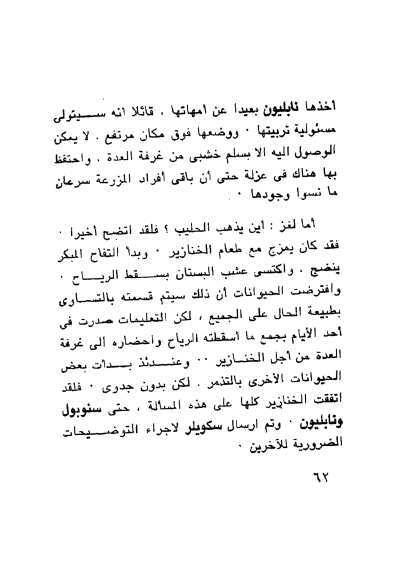 أخذها نابليون بعيدا عن أمهاتها ، قائلا انه سيتولى
مسئولية تربيتها ٠ ووضعها فوق مكان مرتفع ٠ لا يمكن
الوصول اليه الا بسلم خشبى من غرفة العدة ٠ واحتفظ
بها هناك فى عزلة حتى أن باقى أفراد المزرعة سرعان
ما نسوا وجودها ٠
أما لغز : أين يذهب الحليب ؟ فلقد اتضح أخيرا ٠
فقد كان يمزج مع طعام الخنازير ٠ وبدأ التفاح المبكر
ينضج ، واكتسى عشب البستان بسقط الرياح ٠
وافترضت الحيوانات أن ذلك سيتم قسمته بالتساوى
بطبيعة الحال على الجميع ، لكن التعليمات صدرت فى
أحد الأيام بجمع ما أسقطته الرياح واحضاره الى غرفة
العدة من أجل الخنازير ٠٠ وعندئذ بدأت بعض
الحيوانات الأخرى بالتذمر ٠ لكن بدون جدوى ٠ فلقد
اتفقت الخنازير كلها على هذه المسألة ، حتى سنوبول
ونابليون ٠ وتم ارسال سكويلر لاجراء التوضيحات
الضرورية للآخرين ٠
٦٢